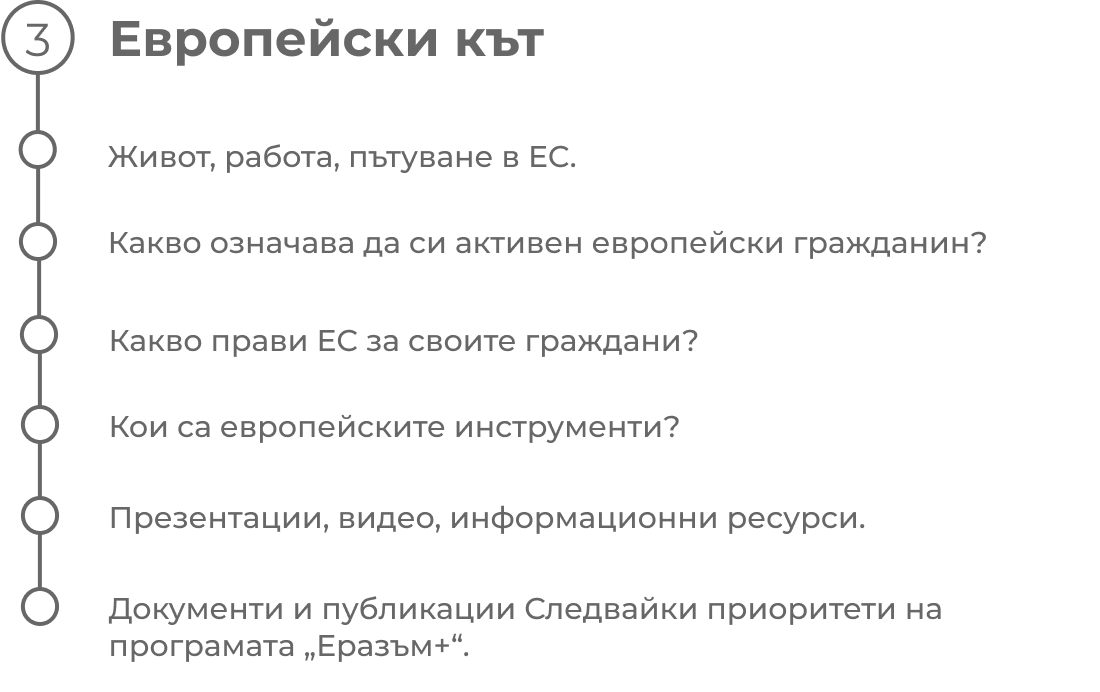 3 Европейски кът
Живот, работа, пътуване в ЕС.
Какво означава да си активен европейски гражданин?
Какво прави ЕС за своите граждани?
Кои са европейските инструменти?
Презентации, видео, информационни ресурси.
Документи и публикации Следвайки приоритети на
програмата „Еразъм+“.